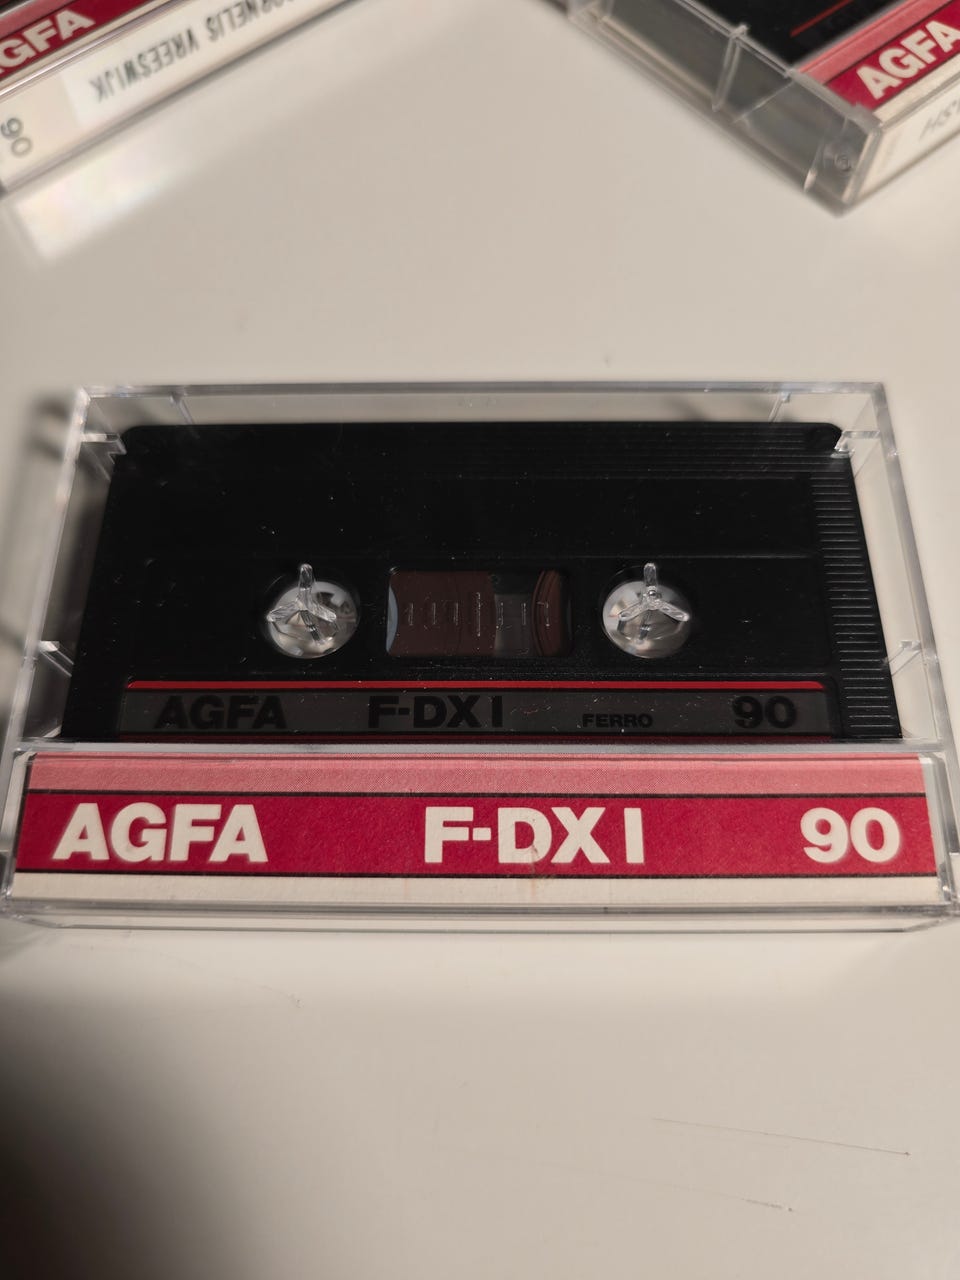 AGFA
CORNELIS VREESWIJK
90
AGFA
AGFA F-DX I FERRO 90
AGFA F-DX I 90